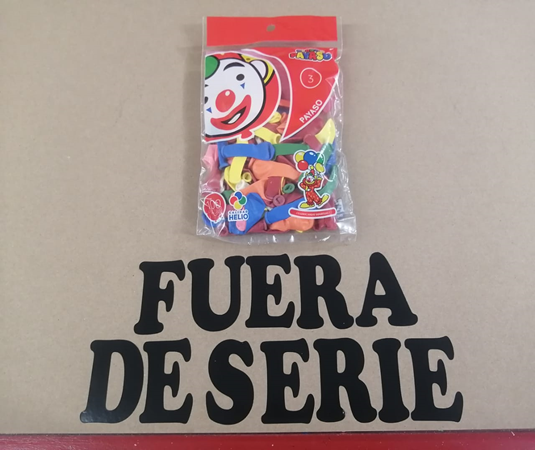 PAYASO
3
PAYASO
HELIO
FUERA
DE SERIE